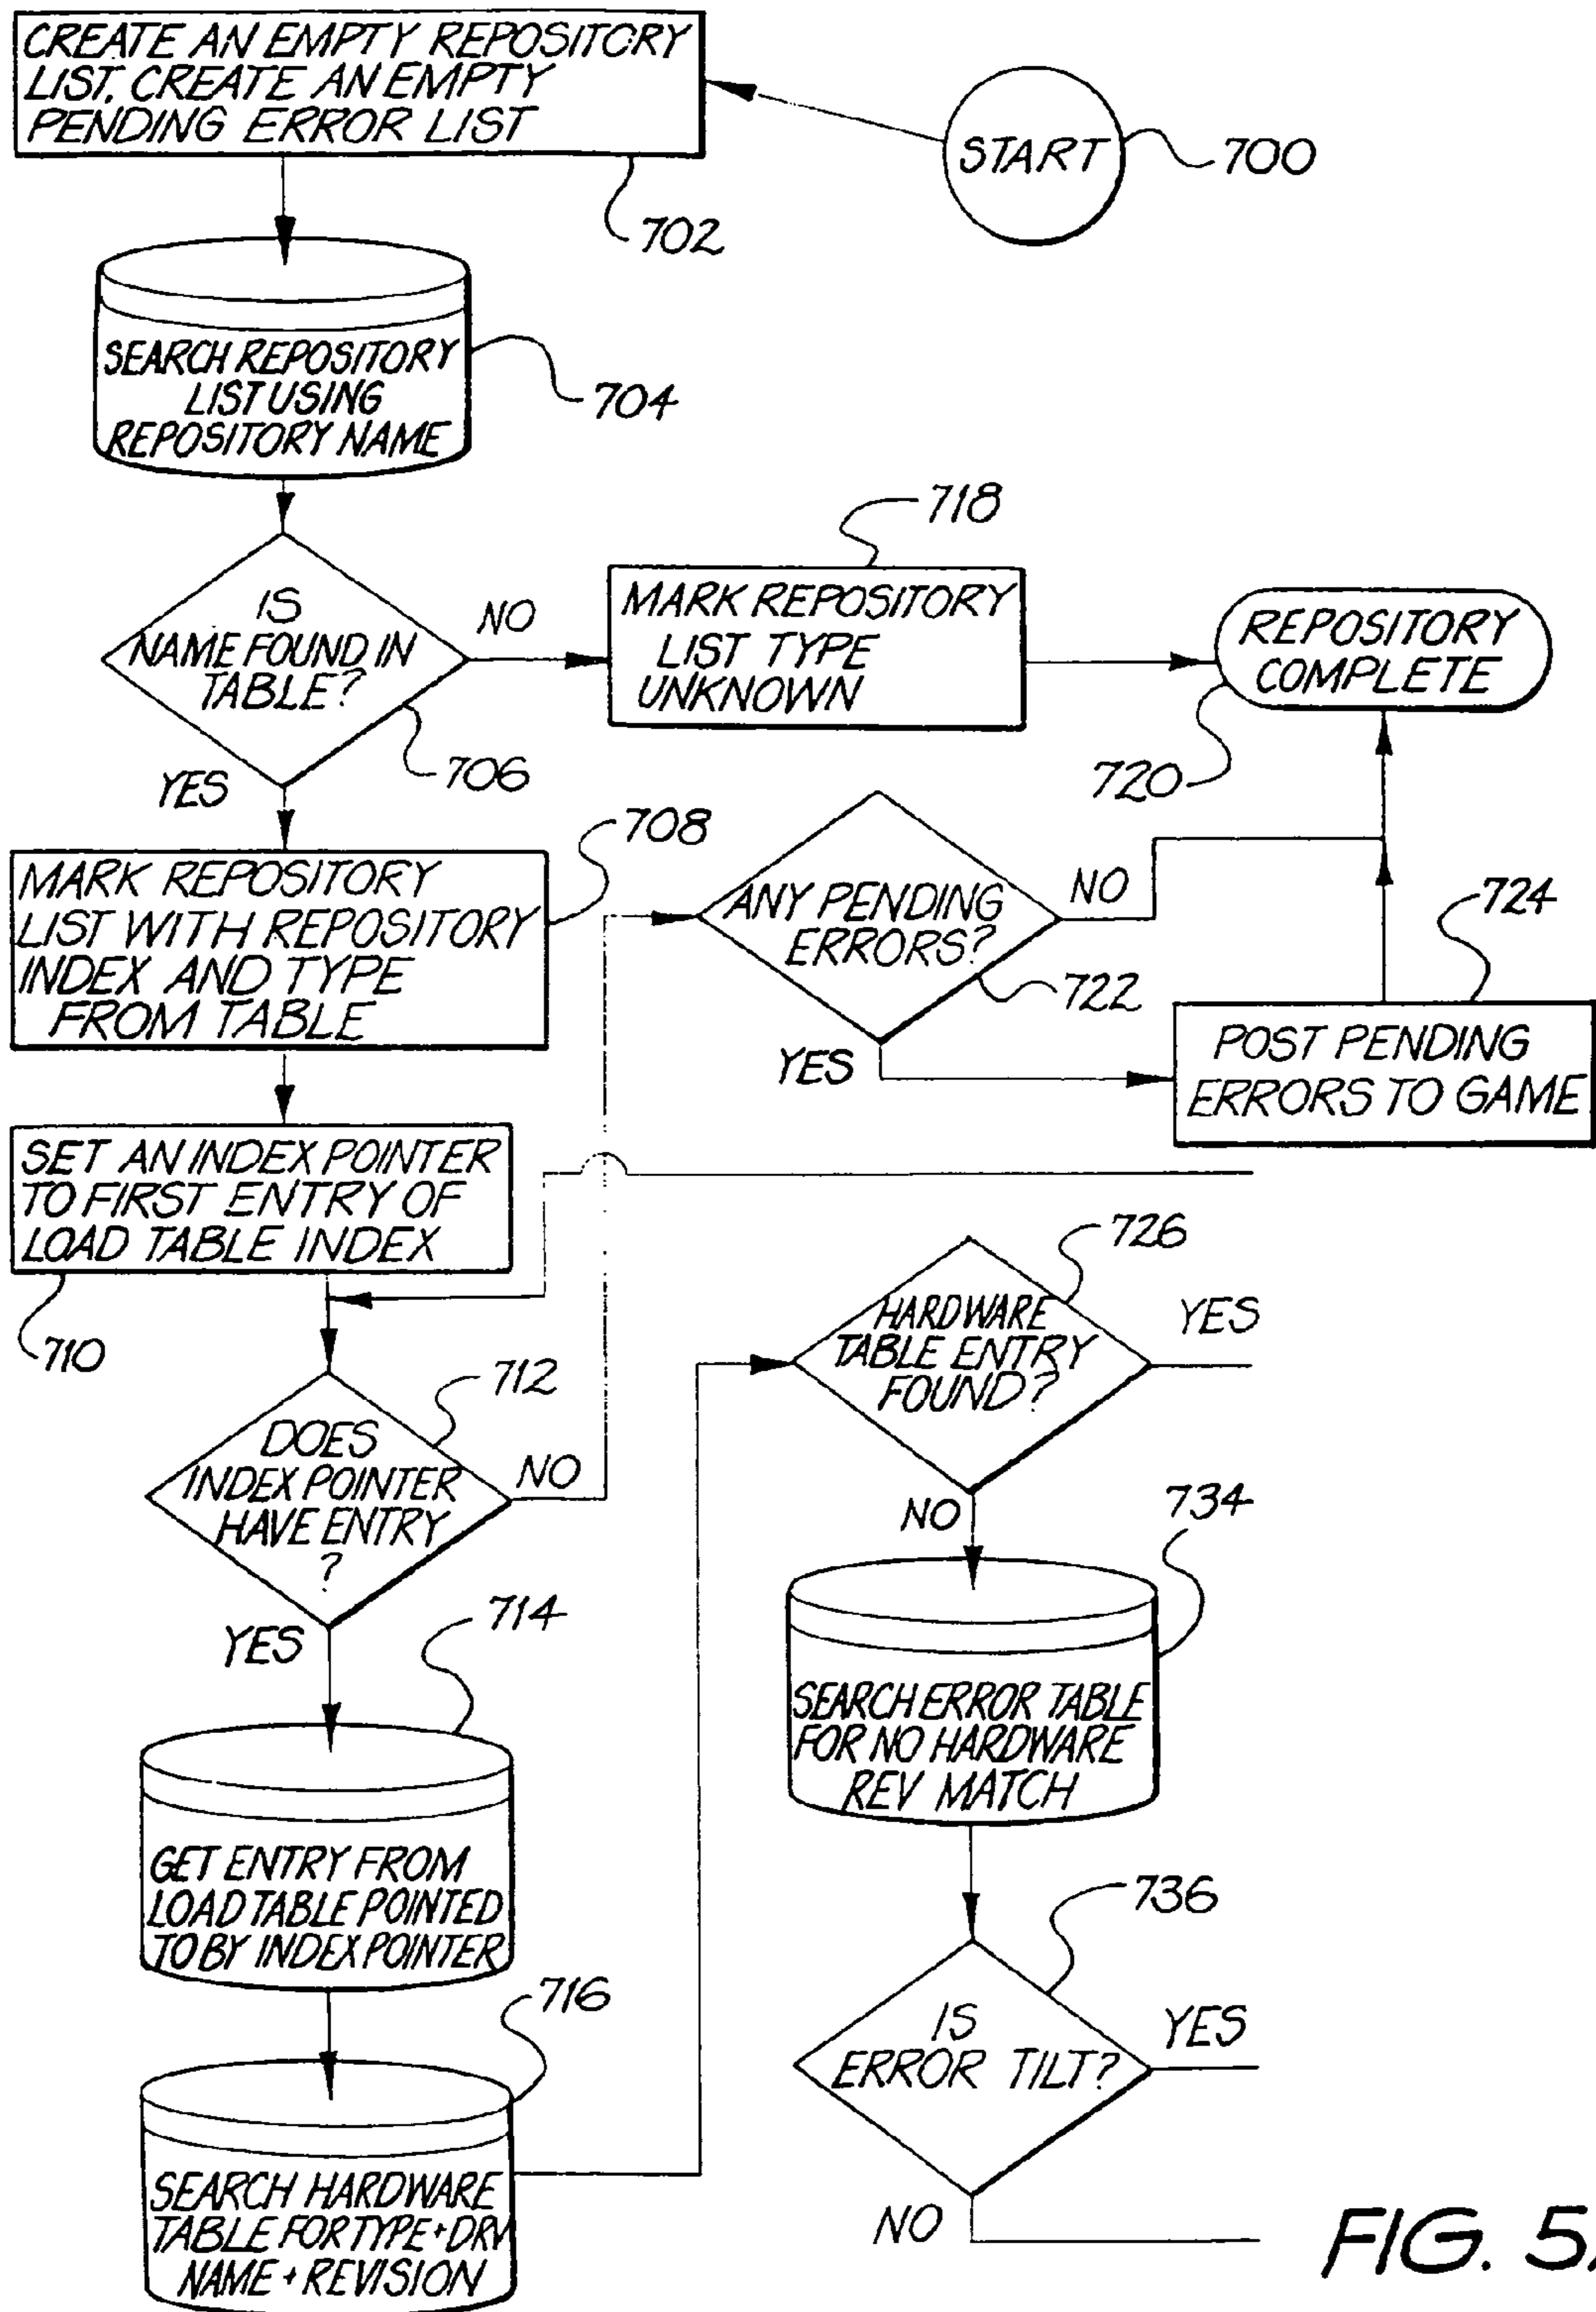 CREATE AN EMPTY REPOSITORY
LIST. CREATE AN EMPTY
PENDING ERROR LIST
START
700
702
SEARCH REPOSITORY
LIST USING
REPOSITORY NAME
704
IS
NAME FOUND IN
TABLE?
706
NO
YES
718
MARK REPOSITORY
LIST TYPE
UNKNOWN
REPOSITORY
COMPLETE
720
708
MARK REPOSITORY
LIST WITH REPOSITORY
INDEX AND TYPE
FROM TABLE
ANY PENDING
ERRORS?
NO
722
YES
724
POST PENDING
ERRORS TO GAME
SET AN INDEX POINTER
TO FIRST ENTRY OF
LOAD TABLE INDEX
710
712
DOES
INDEX POINTER
HAVE ENTRY
?
NO
YES
714
GET ENTRY FROM
LOAD TABLE POINTED
TO BY INDEX POINTER
716
SEARCH HARDWARE
TABLE FOR TYPE+DRV
NAME+REVISION
726
HARDWARE
TABLE ENTRY
FOUND?
YES
NO
734
SEARCH ERROR TABLE
FOR NO HARDWARE
REV MATCH
736
IS
ERROR TILT?
YES
NO
FIG. 5